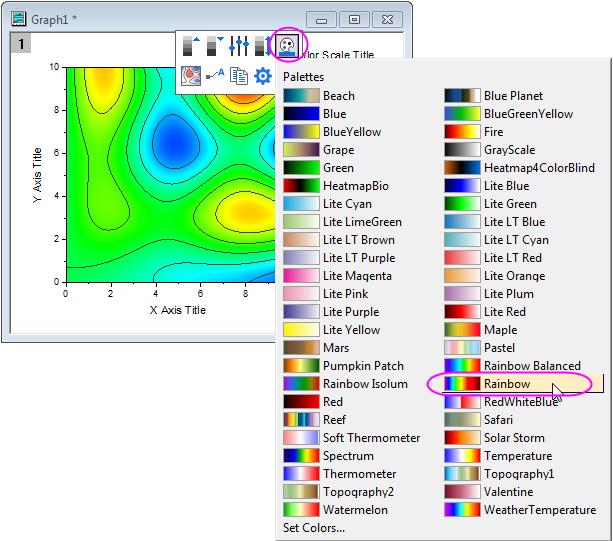 Graph1 *
1
lor Scale Title
Palettes
Beach Blue Planet
Blue BlueGreenYellow
BlueYellow Fire
Grape GrayScale
Green Heatmap4ColorBlind
HeatmapBio Lite Blue
Lite Cyan Lite Green
Lite LimeGreen Lite LT Blue
Lite LT Brown Lite LT Cyan
Lite LT Purple Lite LT Red
Lite Magenta Lite Orange
Lite Pink Lite Plum
Lite Purple Lite Red
Lite Yellow Maple
Mars Pastel
Pumpkin Patch Rainbow Balanced
Rainbow Isolum Rainbow
Red RedWhiteBlue
Reef Safari
Soft Thermometer Solar Storm
Spectrum Temperature
Thermometer Topography1
Topography2 Valentine
Watermelon WeatherTemperature
Set Colors...
10
8
6
4
2
0
Y Axis Title
0 2 4 6 8
X Axis Title